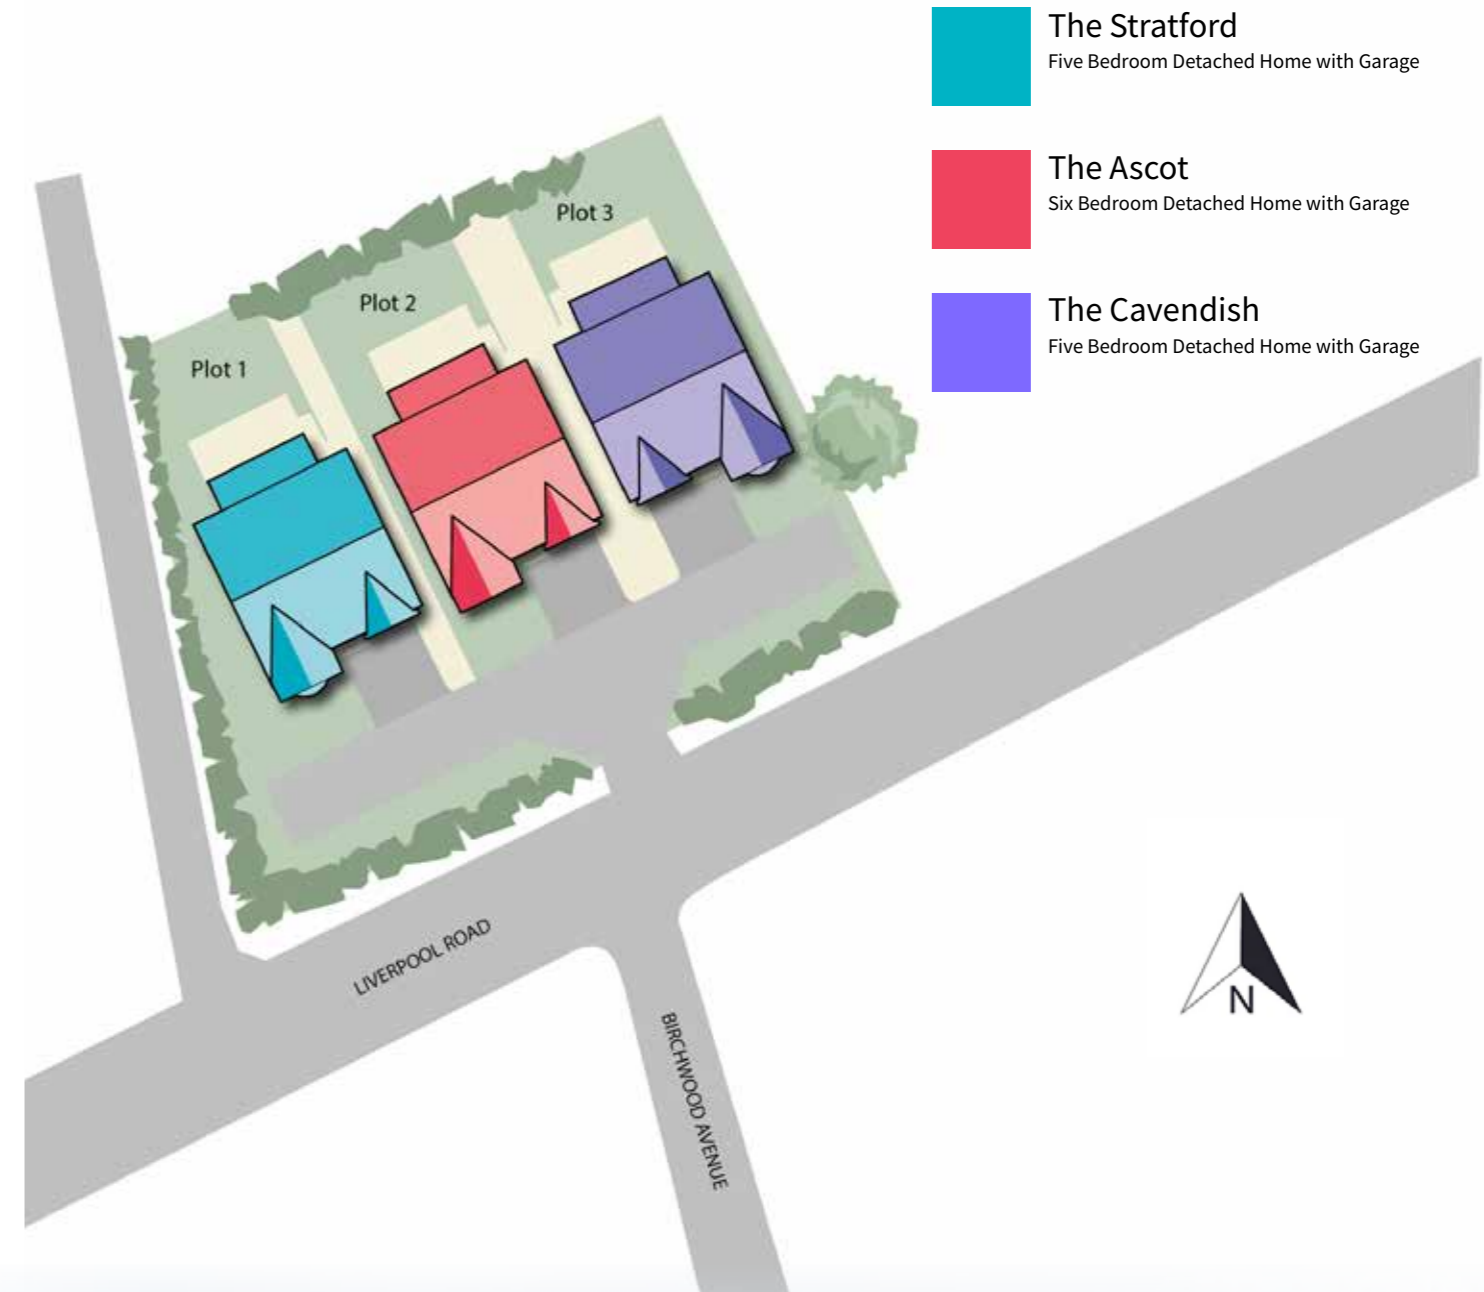 The Stratford
Five Bedroom Detached Home with Garage
The Ascot
Six Bedroom Detached Home with Garage
The Cavendish
Five Bedroom Detached Home with Garage
Plot 3
Plot 2
Plot 1
LIVERPOOL ROAD
BIRCHWOOD AVENUE
N